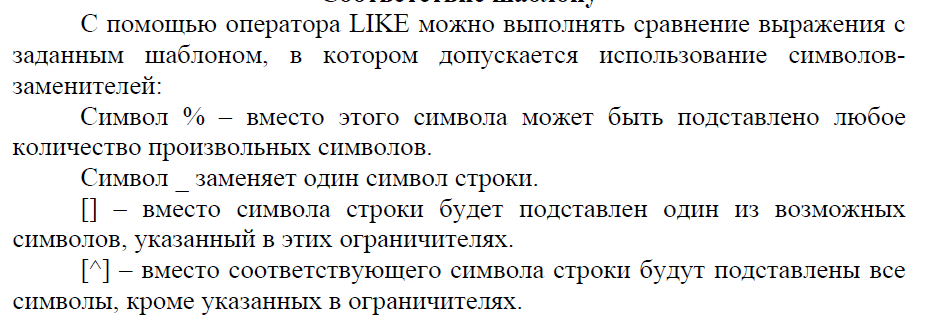 Соответствие шаблону
С помощью оператора LIKE можно выполнять сравнение выражения с
заданным шаблоном, в котором допускается использование символов-
заменителей:
Символ % – вместо этого символа может быть подставлено любое
количество произвольных символов.
Символ _ заменяет один символ строки.
[] – вместо символа строки будет подставлен один из возможных
символов, указанный в этих ограничителях.
[^] – вместо соответствующего символа строки будут подставлены все
символы, кроме указанных в ограничителях.